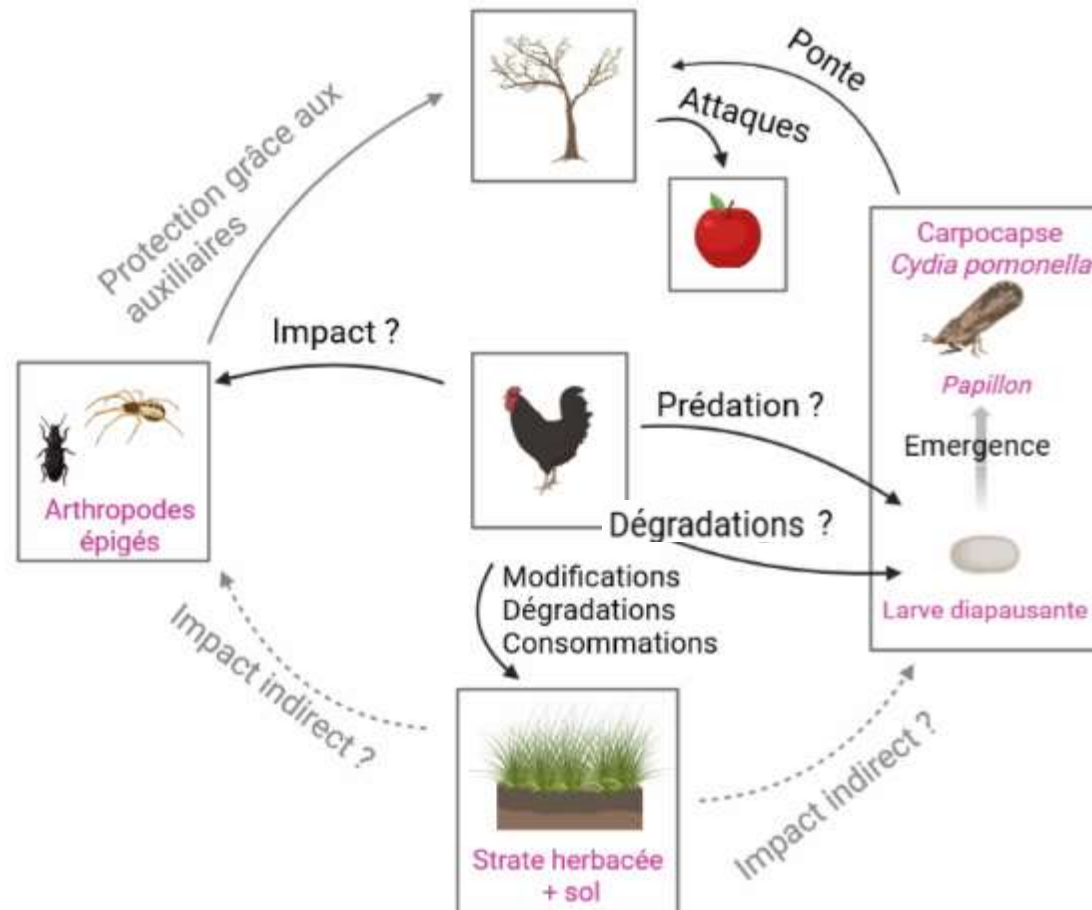 Ponte
Attaques
Protection grâce aux
auxiliaires
Carpocapse
Cydia pomonella
Papillon
Emergence
Larve diapausante
Impact ?
Prédation ?
Dégradations ?
Arthropodes
épigés
Modifications
Dégradations
Consommations
Impact indirect ?
Impact indirect ?
Strate herbacée
+ sol